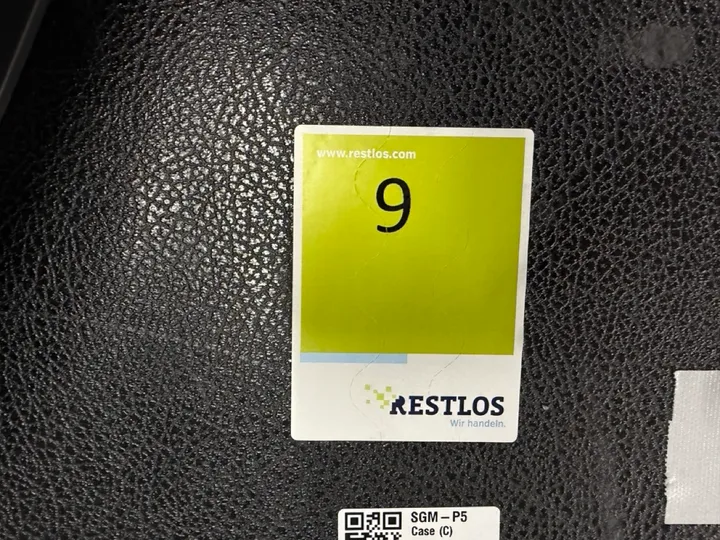 www.restlos.com
9
RESTLOS
Wir handeln.
SGM – P5
Case (C)